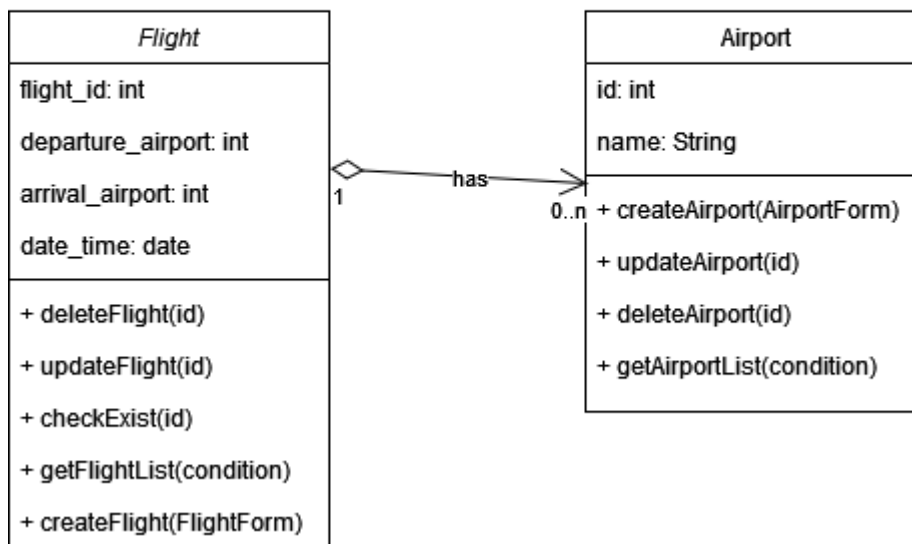 Flight
flight_id: int
departure_airport: int
arrival_airport: int
date_time: date
+ deleteFlight(id)
+ updateFlight(id)
+ checkExist(id)
+ getFlightList(condition)
+ createFlight(FlightForm)
1
has
0..n
Airport
id: int
name: String
+ createAirport(AirportForm)
+ updateAirport(id)
+ deleteAirport(id)
+ getAirportList(condition)